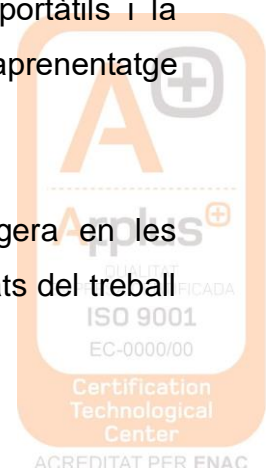 portàtils i la
aprenentatge
A+
Applus+
gera en les
QUALITAT
ats del treball
ISO 9001
EC-0000/00
Certification
Technological
Center
ACREDITAT PER ENAC